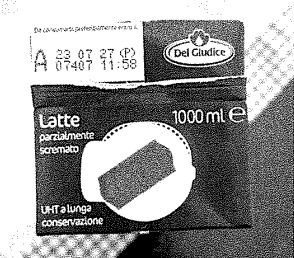 Da consumarsi preferibilmente entro il
A 23 07 27 (P)
07407 11:58
Del Giudice
Latte
parzialmente
scremato
1000 ml e
UHT a lunga
conservazione